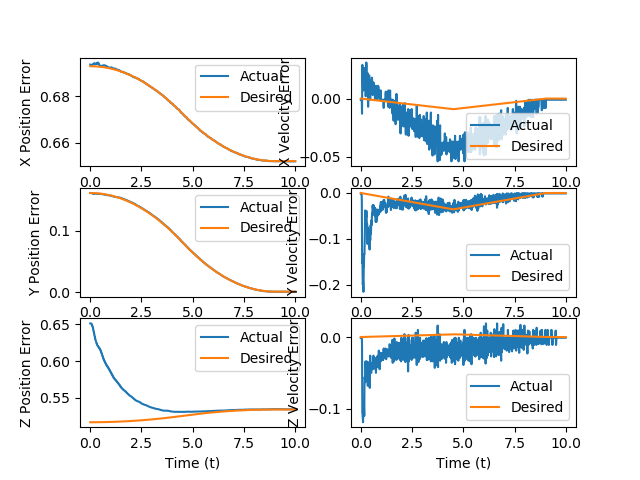 X Position Error
0.68
0.66
Actual
Desired
0.0 2.5 5.0 7.5 10.0
X Velocity Error
0.00
−0.05
Actual
Desired
0.0 2.5 5.0 7.5 10.0
Y Position Error
0.1
0.0
Actual
Desired
0.0 2.5 5.0 7.5 10.0
Y Velocity Error
0.0
−0.1
−0.2
Actual
Desired
0.0 2.5 5.0 7.5 10.0
Z Position Error
0.65
0.60
0.55
Actual
Desired
0.0 2.5 5.0 7.5 10.0
Time (t)
Z Velocity Error
0.0
−0.1
Actual
Desired
0.0 2.5 5.0 7.5 10.0
Time (t)